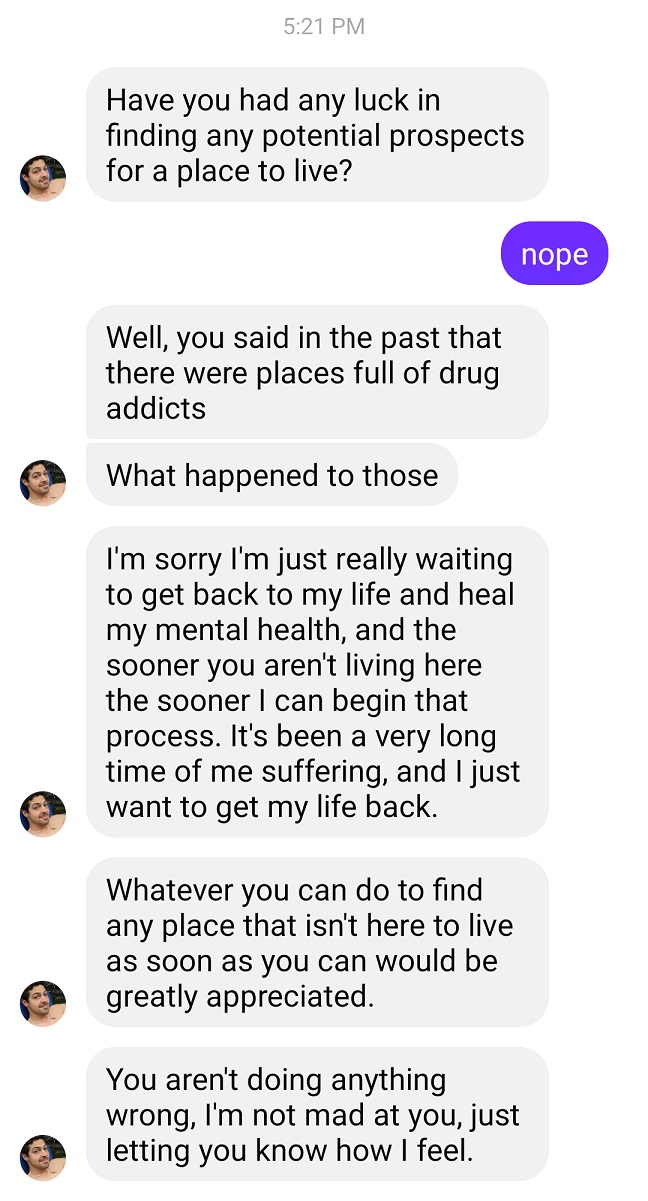 5:21 PM
Have you had any luck in
finding any potential prospects
for a place to live?
nope
Well, you said in the past that
there were places full of drug
addicts
What happened to those
I'm sorry I'm just really waiting
to get back to my life and heal
my mental health, and the
sooner you aren't living here
the sooner I can begin that
process. It's been a very long
time of me suffering, and I just
want to get my life back.
Whatever you can do to find
any place that isn't here to live
as soon as you can would be
greatly appreciated.
You aren't doing anything
wrong, I'm not mad at you, just
letting you know how I feel.